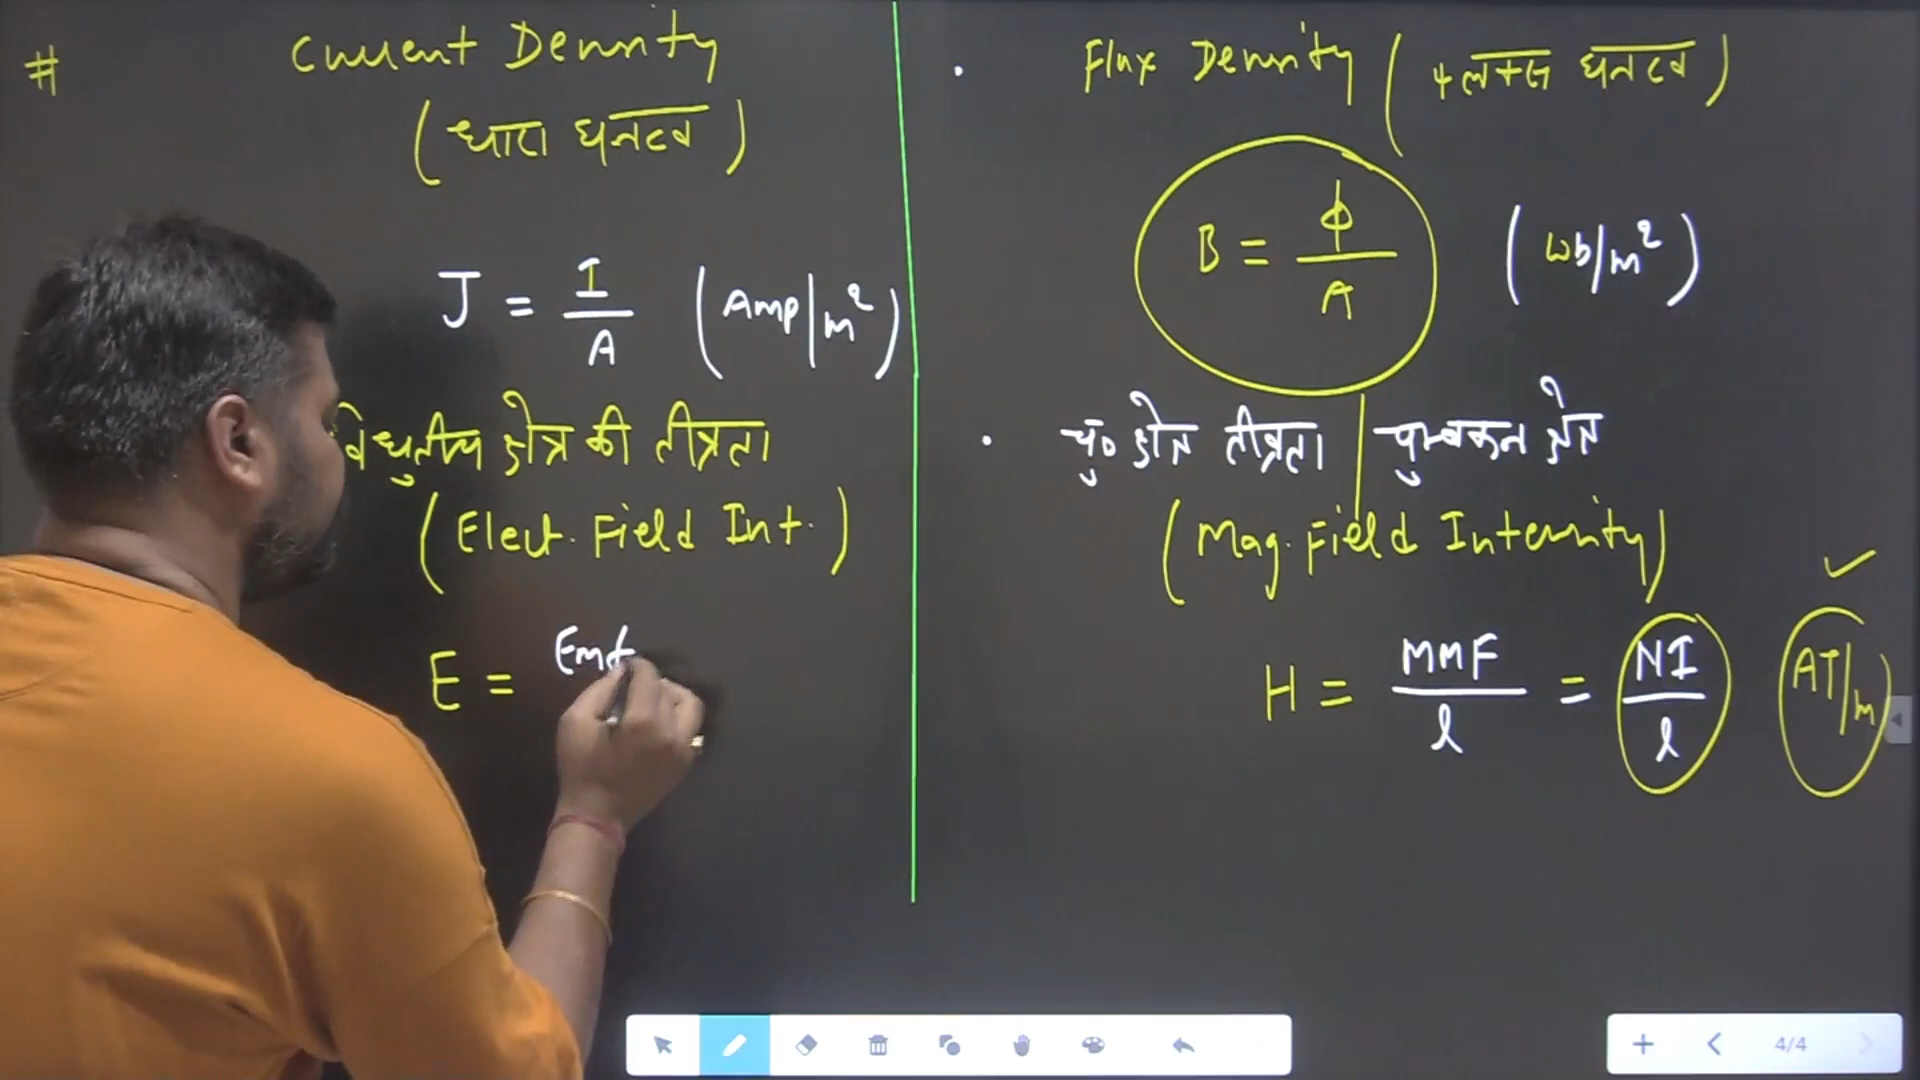 # Current Density
(धारा घनत्व)
J = I/A (Amp/m²)
विधुतीय क्षेत्र की तीव्रता
(Elect. Field Int.)
E = Emf
• Flux Density (फ्लक्स घनत्व)
B = ϕ/A (Wb/m²)
• चु० क्षेत्र तीव्रता | चुम्बकन क्षेत्र
(Mag. Field Intensity)
H = MMF/l = NI/l AT/m ✓
4/4